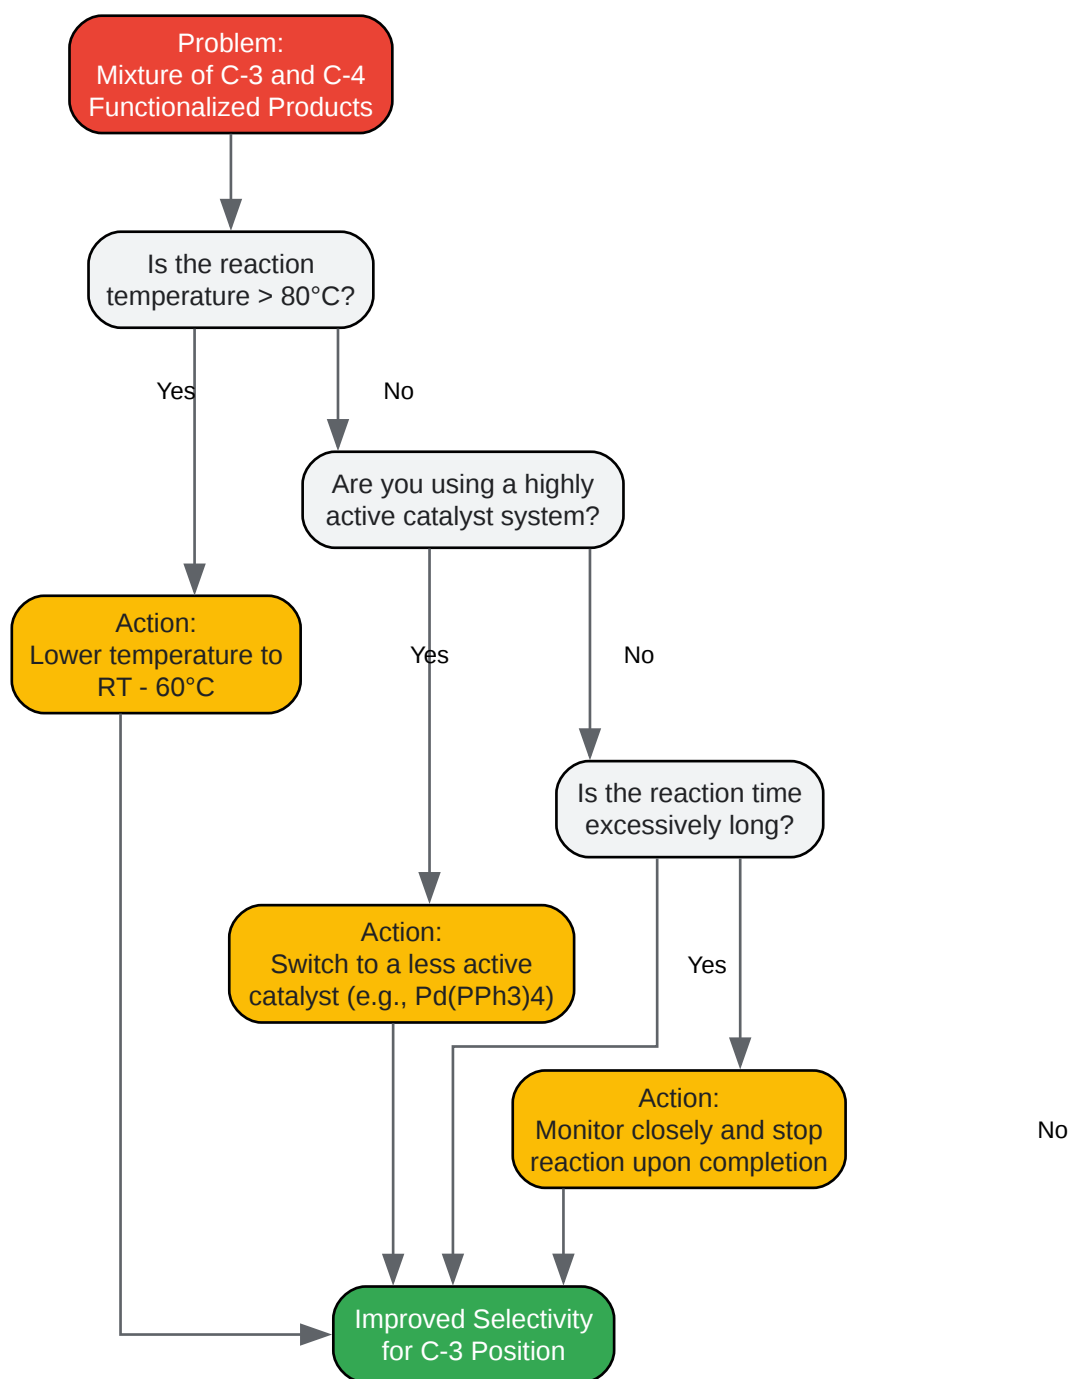 Problem:
Mixture of C-3 and C-4
Functionalized Products
Is the reaction
temperature > 80°C?
Yes
No
Are you using a highly
active catalyst system?
Action:
Lower temperature to
RT - 60°C
Yes
No
Is the reaction time
excessively long?
Action:
Switch to a less active
catalyst (e.g., Pd(PPh3)4)
Yes
Action:
Monitor closely and stop
reaction upon completion
No
Improved Selectivity
for C-3 Position